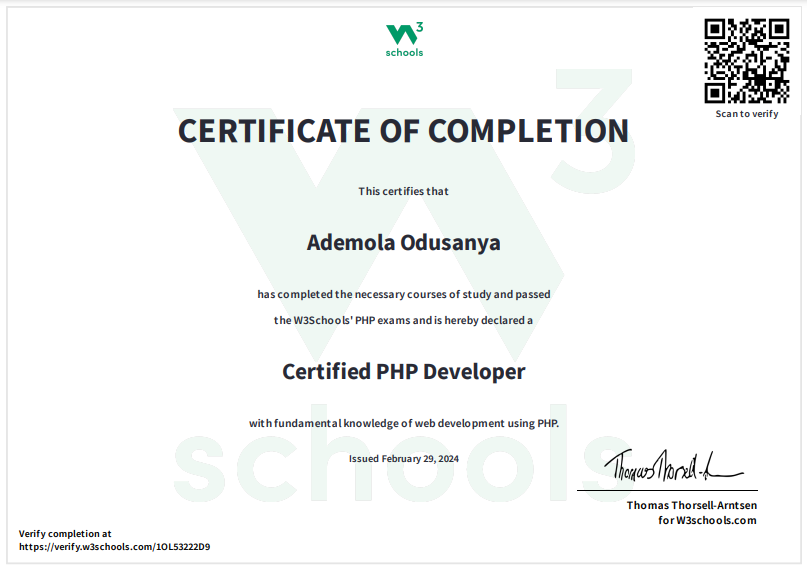 W3
schools
Scan to verify
CERTIFICATE OF COMPLETION
This certifies that
Ademola Odusanya
has completed the necessary courses of study and passed
the W3Schools' PHP exams and is hereby declared a
Certified PHP Developer
with fundamental knowledge of web development using PHP.
Issued February 29, 2024
Thomas Thorsell-A
Thomas Thorsell-Arntsen
for W3schools.com
Verify completion at
https://verify.w3schools.com/1OL53222D9
3
schools